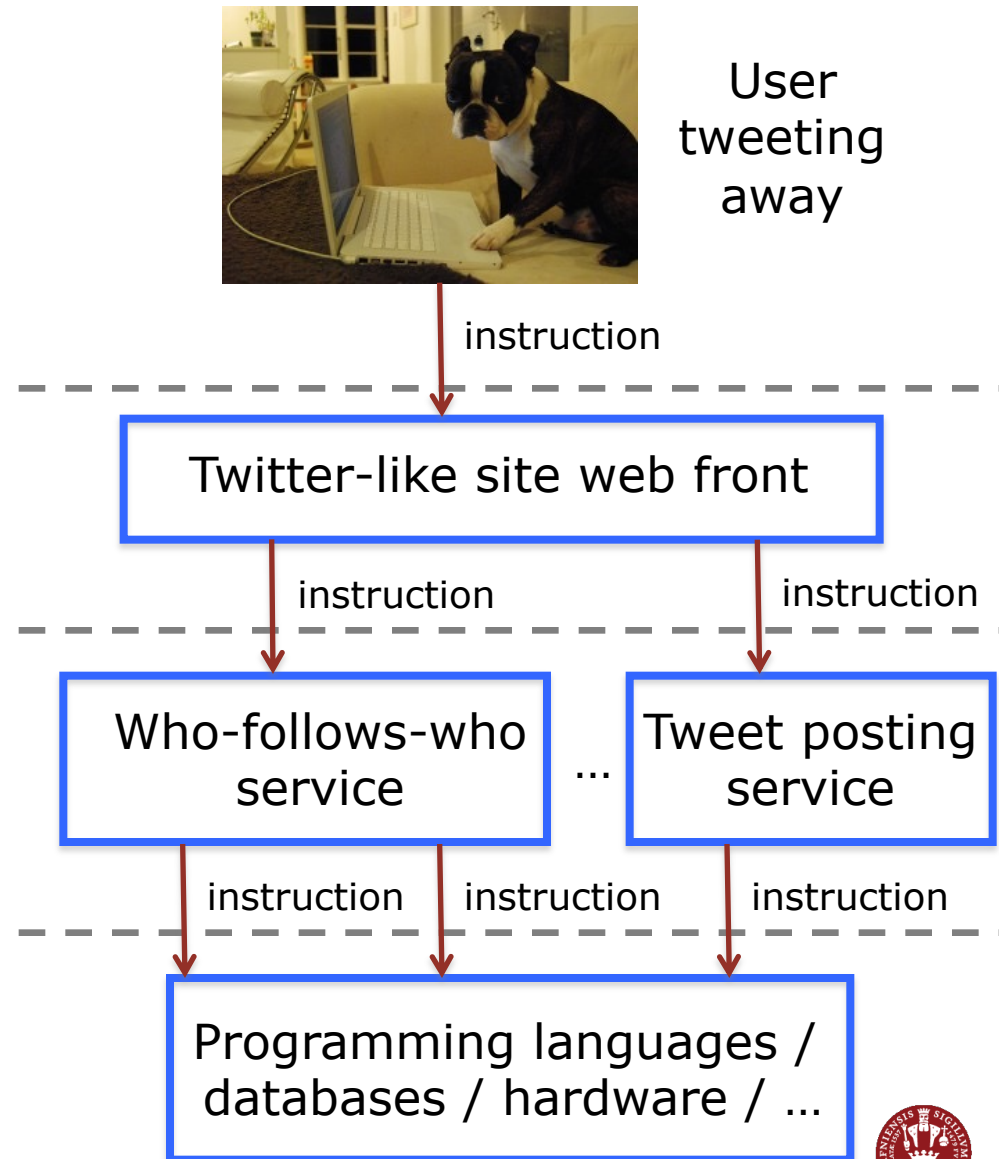 User
tweeting
away
instruction
Twitter-like site web front
instruction
instruction
Who-follows-who
service
...
Tweet posting
service
instruction
instruction
instruction
Programming languages /
databases / hardware / ...